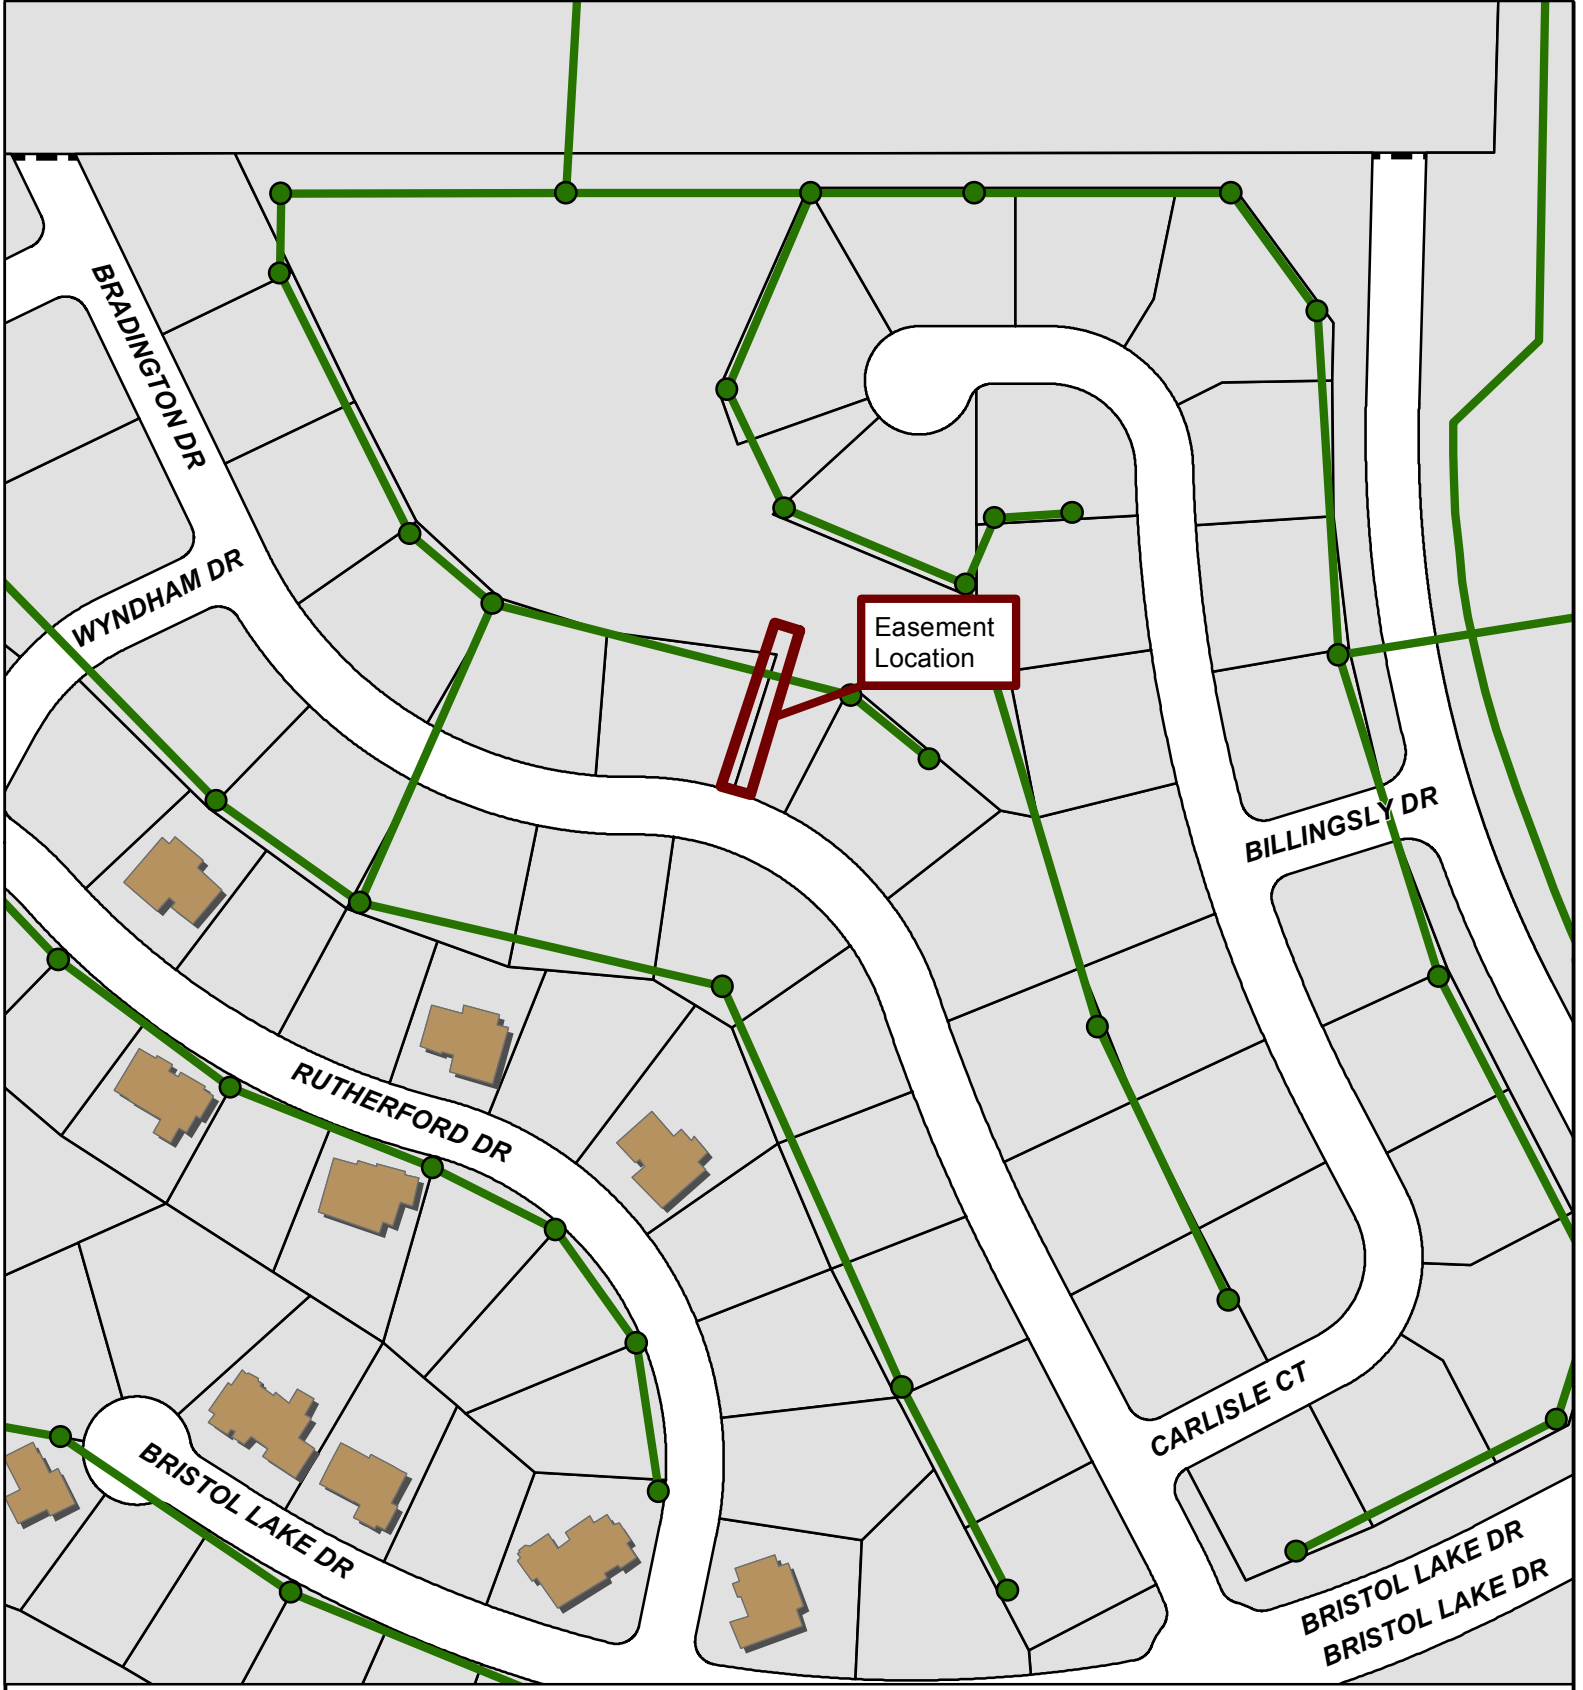 BRADINGTON DR
WYNDHAM DR
Easement
Location
BILLINGSLY DR
RUTHERFORD DR
CARLISLE CT
BRISTOL LAKE DR
BRISTOL LAKE DR
BRISTOL LAKE DR